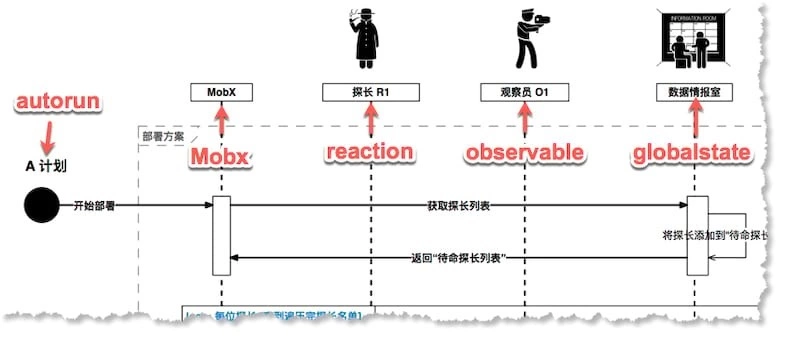 INFORMATION ROOM
MobX
探长 R1
观察员 O1
数据情报室
autorun
部署方案
Mobx
reaction
observable
globalstate
A 计划
开始部署
获取探长列表
将探长添加到“待命探长
返回“待命探长列表”